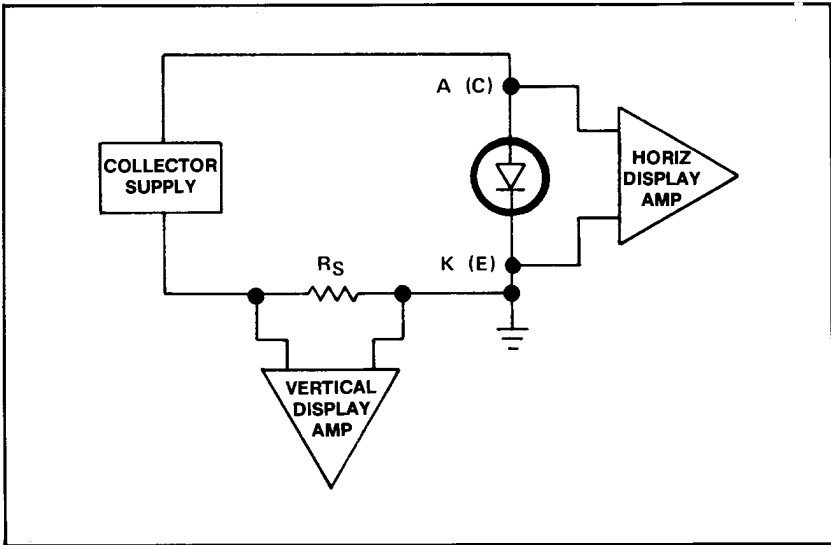 A (C)
COLLECTOR
SUPPLY
HORIZ
DISPLAY
AMP
K (E)
RS
VERTICAL
DISPLAY
AMP